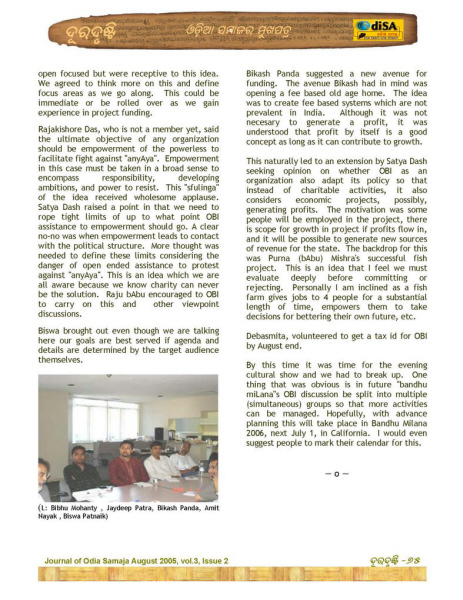 ଦୂରଦୃଷ୍ଟି
ଓଡ଼ିଆ ସମାଜର ମୁଖପତ୍ର
diSA
open focused but were receptive to this idea.
We agreed to think more on this and define
focus areas as we go along. This could be
immediate or be rolled over as we gain
experience in project funding.
Rajakishore Das, who is not a member yet, said
the ultimate objective of any organization
should be empowerment of the powerless to
facilitate fight against "anyAya". Empowerment
in this case must be taken in a broad sense to
encompass responsibility, developing
ambitions, and power to resist. This "sfulinga"
of the idea received wholesome applause.
Satya Dash raised a point in that we need to
rope tight limits of up to what point OBI
assistance to empowerment should go. A clear
no-no was when empowerment leads to contact
with the political structure. More thought was
needed to define these limits considering the
danger of open ended assistance to protest
against "anyAya". This is an idea which we are
all aware because we know charity can never
be the solution. Raju bAbu encouraged to OBI
to carry on this and other viewpoint
discussions.
Biswa brought out even though we are talking
here our goals are best served if agenda and
details are determined by the target audience
themselves.
(L: Bibhu Mohanty , Jaydeep Patra, Bikash Panda, Amit
Nayak , Biswa Patnaik)
Bikash Panda suggested a new avenue for
funding. The avenue Bikash had in mind was
opening a fee based old age home. The idea
was to create fee based systems which are not
prevalent in India. Although it was not
necessary to generate a profit, it was
understood that profit by itself is a good
concept as long as it can contribute to growth.
This naturally led to an extension by Satya Dash
seeking opinion on whether OBI as an
organization also adapt its policy so that
instead of charitable activities, it also
considers economic projects, possibly,
generating profits. The motivation was some
people will be employed in the project, there
is scope for growth in project if profits flow in,
and it will be possible to generate new sources
of revenue for the state. The backdrop for this
was Purna (bAbu) Mishra's successful fish
project. This is an idea that I feel we must
evaluate deeply before committing or
rejecting. Personally I am inclined as a fish
farm gives jobs to 4 people for a substantial
length of time, empowers them to take
decisions for bettering their own future, etc.
Debasmita, volunteered to get a tax id for OBI
by August end.
By this time it was time for the evening
cultural show and we had to break up. One
thing that was obvious is in future "bandhu
miLana"s OBI discussion be split into multiple
(simultaneous) groups so that more activities
can be managed. Hopefully, with advance
planning this will take place in Bandhu Milana
2006, next July 1, in California. I would even
suggest people to mark their calendar for this.
— o —
Journal of Odia Samaja August 2005, vol.3, Issue 2
ଦୂରଦୃଷ୍ଟି